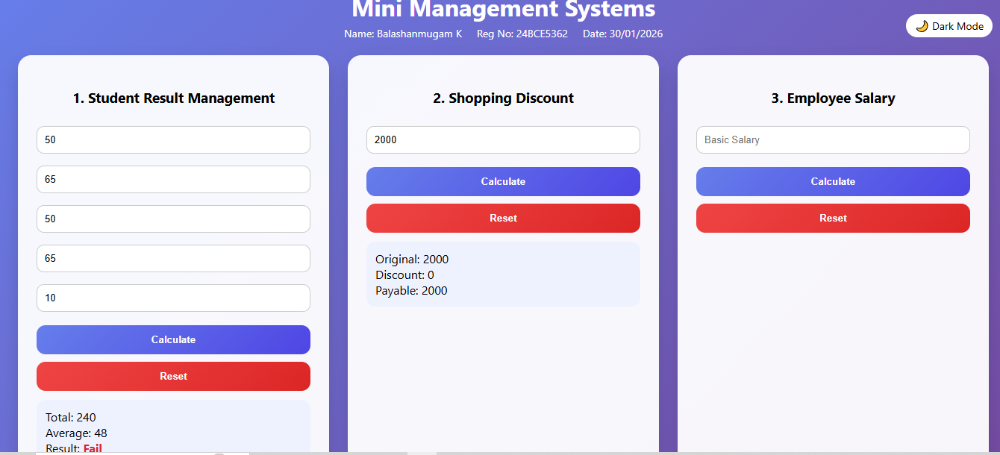 Mini Management Systems
Name: Balashanmugam K Reg No: 24BCE5362 Date: 30/01/2026
🌙 Dark Mode
1. Student Result Management
50
65
50
65
10
Calculate
Reset
Total: 240
Average: 48
Result: Fail
2. Shopping Discount
2000
Calculate
Reset
Original: 2000
Discount: 0
Payable: 2000
3. Employee Salary
Basic Salary
Calculate
Reset